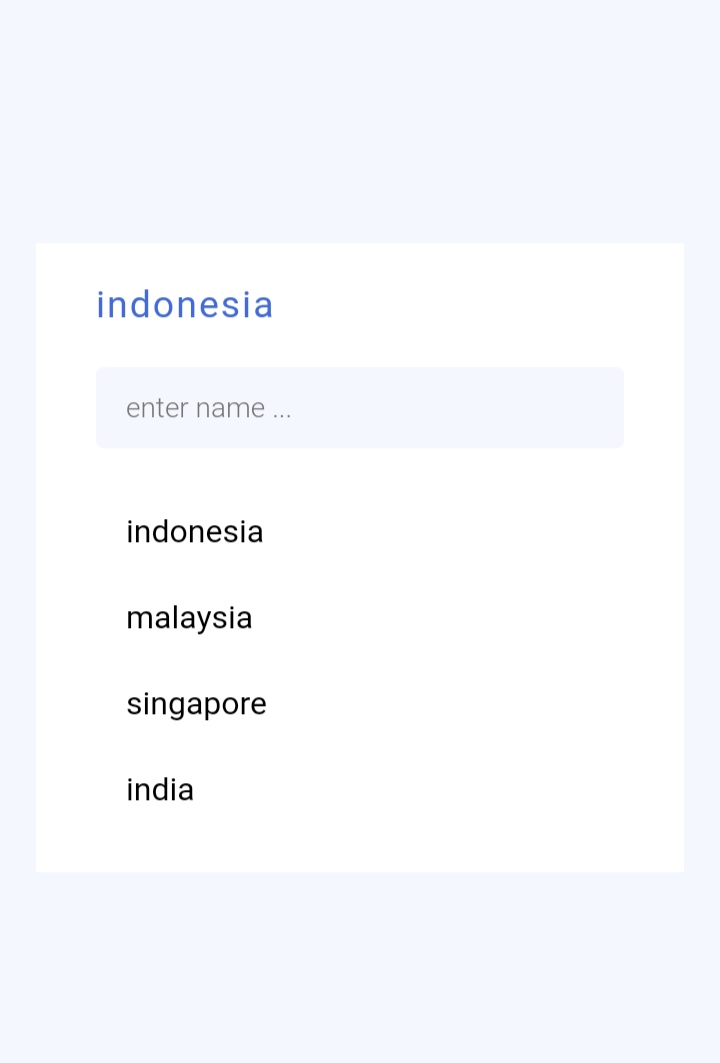 indonesia
enter name ...
indonesia
malaysia
singapore
india